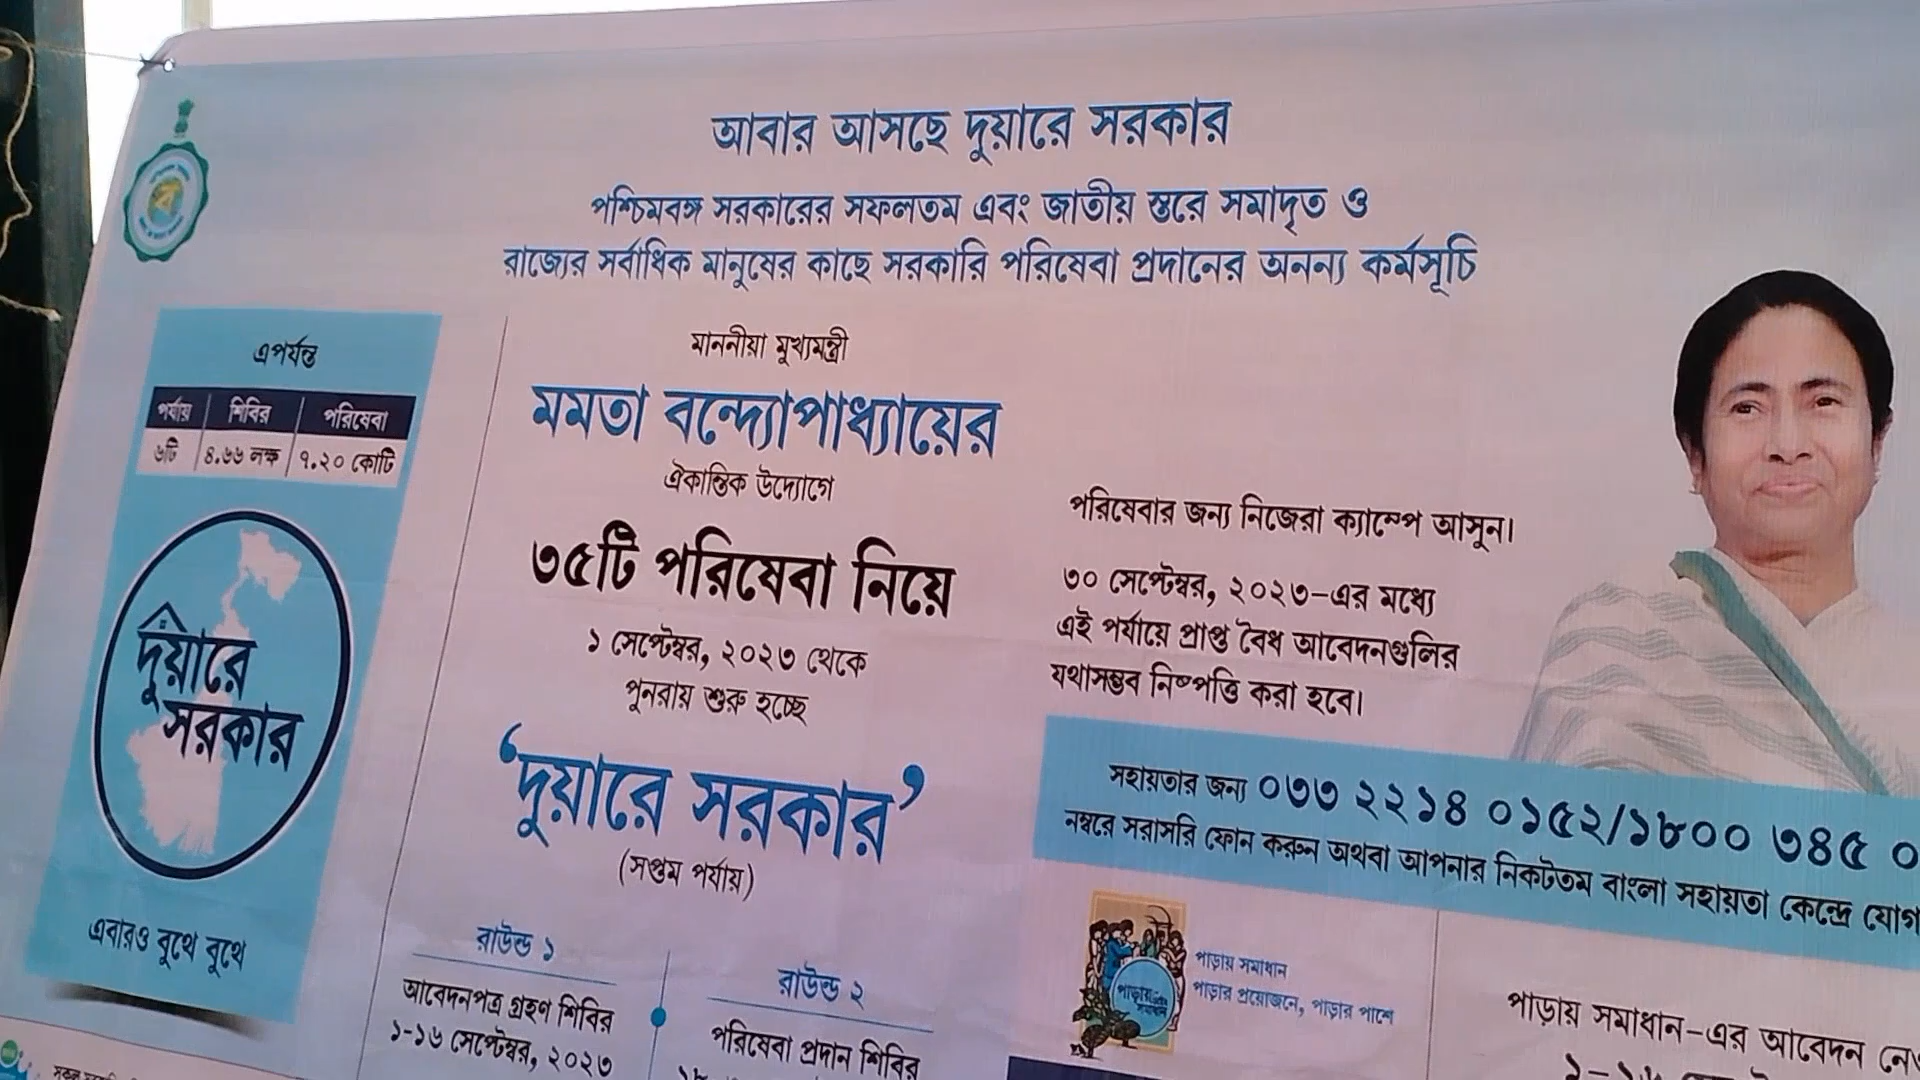 আবার আসছে দুয়ারে সরকার
পশ্চিমবঙ্গ সরকারের সফলতম এবং জাতীয় স্তরে সমাদৃত ও
রাজ্যের সর্বাধিক মানুষের কাছে সরকারি পরিষেবা প্রদানের অনন্য কর্মসূচি
এপর্যন্ত
পর্যায় শিবির পরিষেবা
৬টি ৪.৬৬ লক্ষ ৭.২০ কোটি
দুয়ারে
সরকার
এবারও বুথে বুথে
মাননীয়া মুখ্যমন্ত্রী
মমতা বন্দ্যোপাধ্যায়ের
ঐকান্তিক উদ্যোগে
৩৫টি পরিষেবা নিয়ে
১ সেপ্টেম্বর, ২০২৩ থেকে
পুনরায় শুরু হচ্ছে
‘দুয়ারে সরকার’
(সপ্তম পর্যায়)
রাউন্ড ১
আবেদনপত্র গ্রহণ শিবির
১-১৬ সেপ্টেম্বর, ২০২৩
রাউন্ড ২
পরিষেবা প্রদান শিবির
পরিষেবার জন্য নিজেরা ক্যাম্পে আসুন।
৩০ সেপ্টেম্বর, ২০২৩-এর মধ্যে
এই পর্যায়ে প্রাপ্ত বৈধ আবেদনগুলির
যথাসম্ভব নিষ্পত্তি করা হবে।
সহায়তার জন্য ০৩৩ ২২১৪ ০১৫২/১৮০০ ৩৪৫ ০
নম্বরে সরাসরি ফোন করুন অথবা আপনার নিকটতম বাংলা সহায়তা কেন্দ্রে যোগ
পাড়ায় সমাধান
পাড়ায় সমাধান
পাড়ার প্রয়োজনে, পাড়ার পাশে
পাড়ায় সমাধান-এর আবেদন